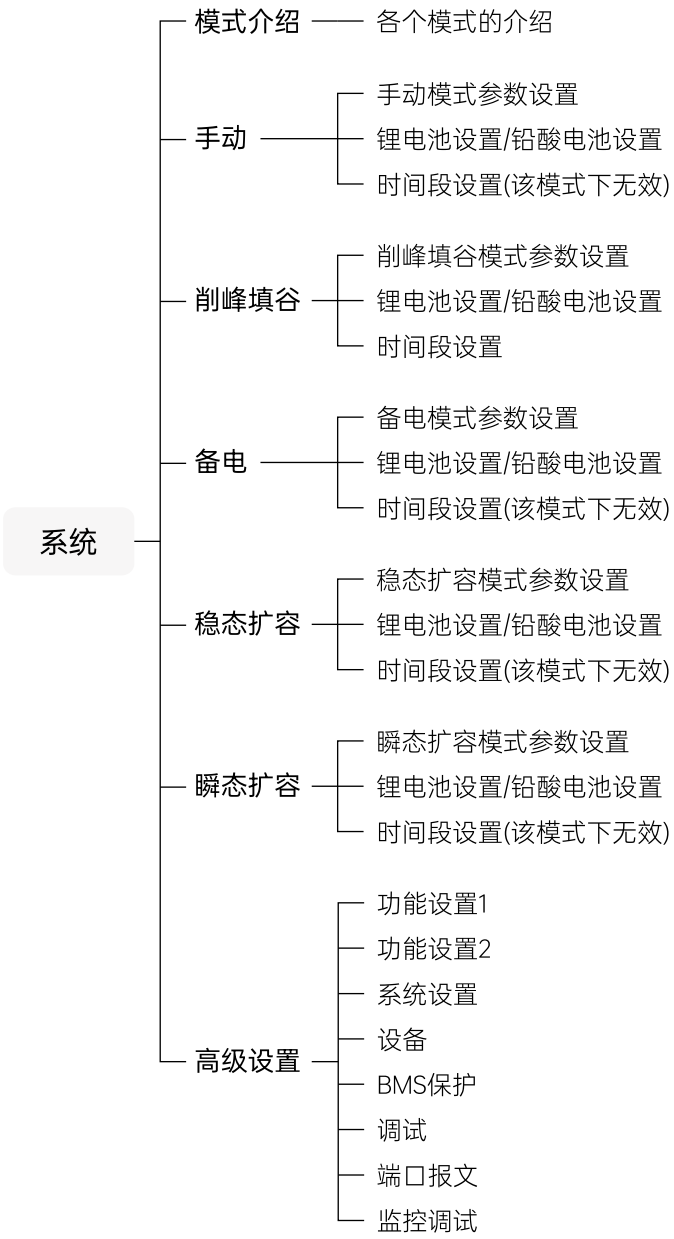 系统
模式介绍
各个模式的介绍
手动
手动模式参数设置
锂电池设置/铅酸电池设置
时间段设置(该模式下无效)
削峰填谷
削峰填谷模式参数设置
锂电池设置/铅酸电池设置
时间段设置
备电
备电模式参数设置
锂电池设置/铅酸电池设置
时间段设置(该模式下无效)
稳态扩容
稳态扩容模式参数设置
锂电池设置/铅酸电池设置
时间段设置(该模式下无效)
瞬态扩容
瞬态扩容模式参数设置
锂电池设置/铅酸电池设置
时间段设置(该模式下无效)
高级设置
功能设置1
功能设置2
系统设置
设备
BMS保护
调试
端口报文
监控调试